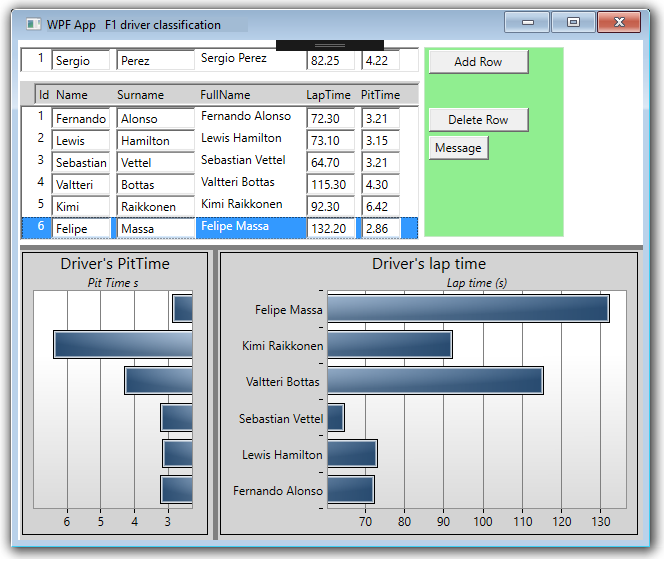 WPF App F1 driver classification
1 Sergio Perez Sergio Perez 82.25 4.22
Add Row
Id Name Surname FullName LapTime PitTime
1 Fernando Alonso Fernando Alonso 72.30 3.21
Delete Row
2 Lewis Hamilton Lewis Hamilton 73.10 3.15
Message
3 Sebastian Vettel Sebastian Vettel 64.70 3.21
4 Valtteri Bottas Valtteri Bottas 115.30 4.30
5 Kimi Raikkonen Kimi Raikkonen 92.30 6.42
6 Felipe Massa Felipe Massa 132.20 2.86
Driver's PitTime
Pit Time s
6 5 4 3
Driver's lap time
Lap time (s)
Felipe Massa
Kimi Raikkonen
Valtteri Bottas
Sebastian Vettel
Lewis Hamilton
Fernando Alonso
70 80 90 100 110 120 130